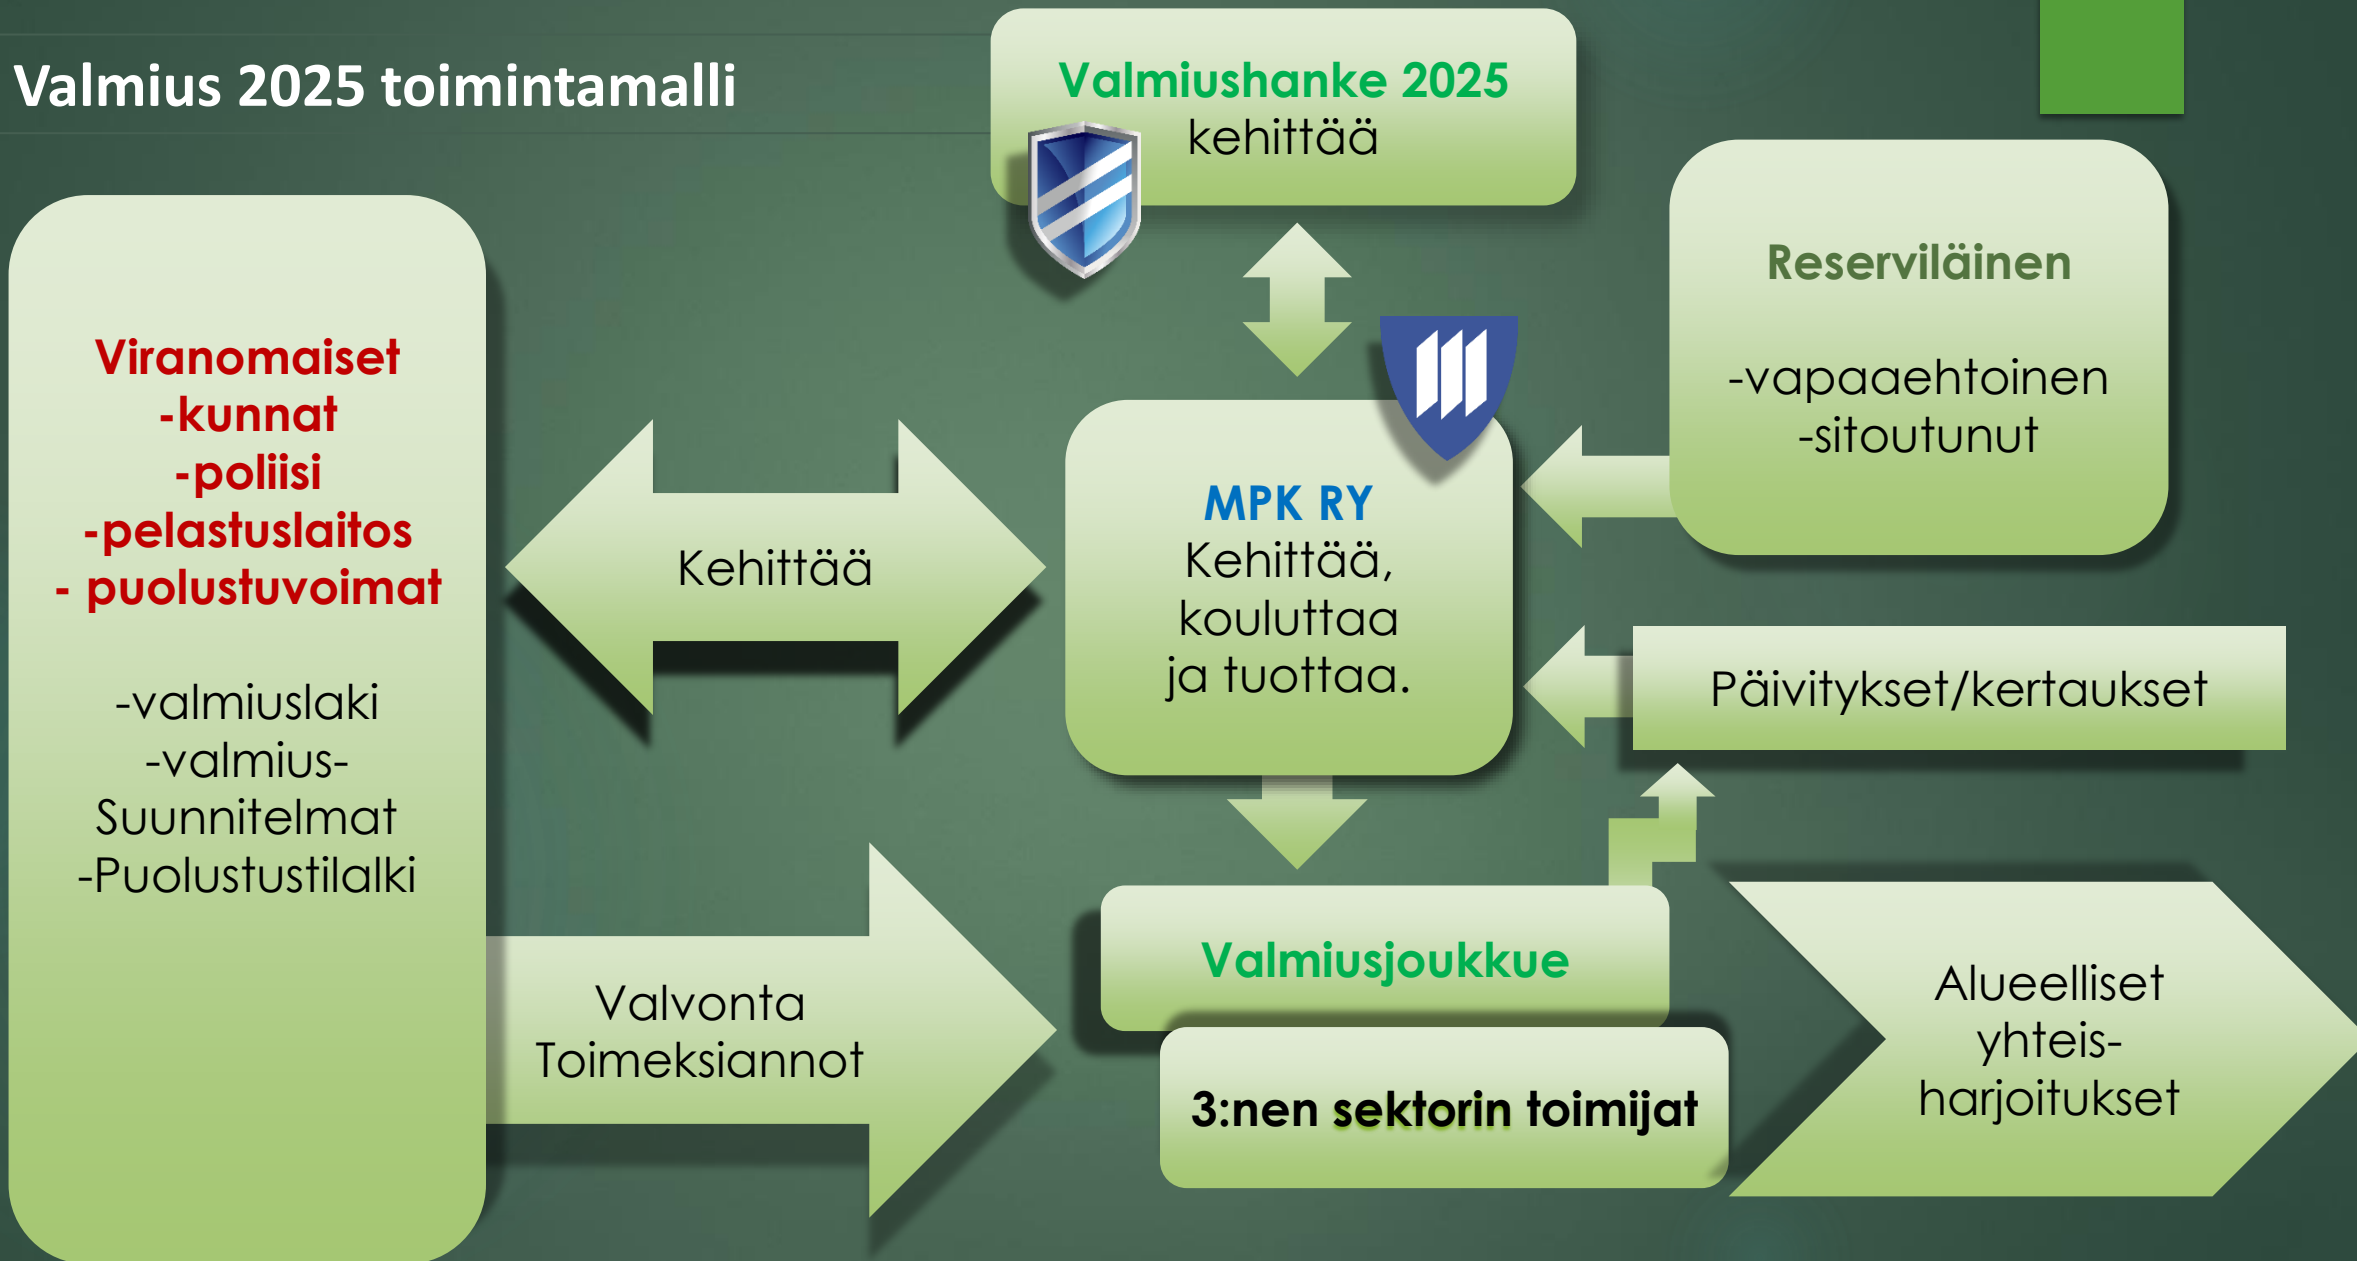 Valmius 2025 toimintamalli
Valmiushanke 2025
kehittää
Viranomaiset
-kunnat
-poliisi
-pelastuslaitos
- puolustuvoimat
-valmiuslaki
-valmius-
Suunnitelmat
-Puolustustilalki
Kehittää
MPK RY
Kehittää,
kouluttaa
ja tuottaa.
Reserviläinen
-vapaaehtoinen
-sitoutunut
Päivitykset/kertaukset
Valvonta
Toimeksiannot
Valmiusjoukkue
3:nen sektorin toimijat
Alueelliset
yhteis-
harjoitukset